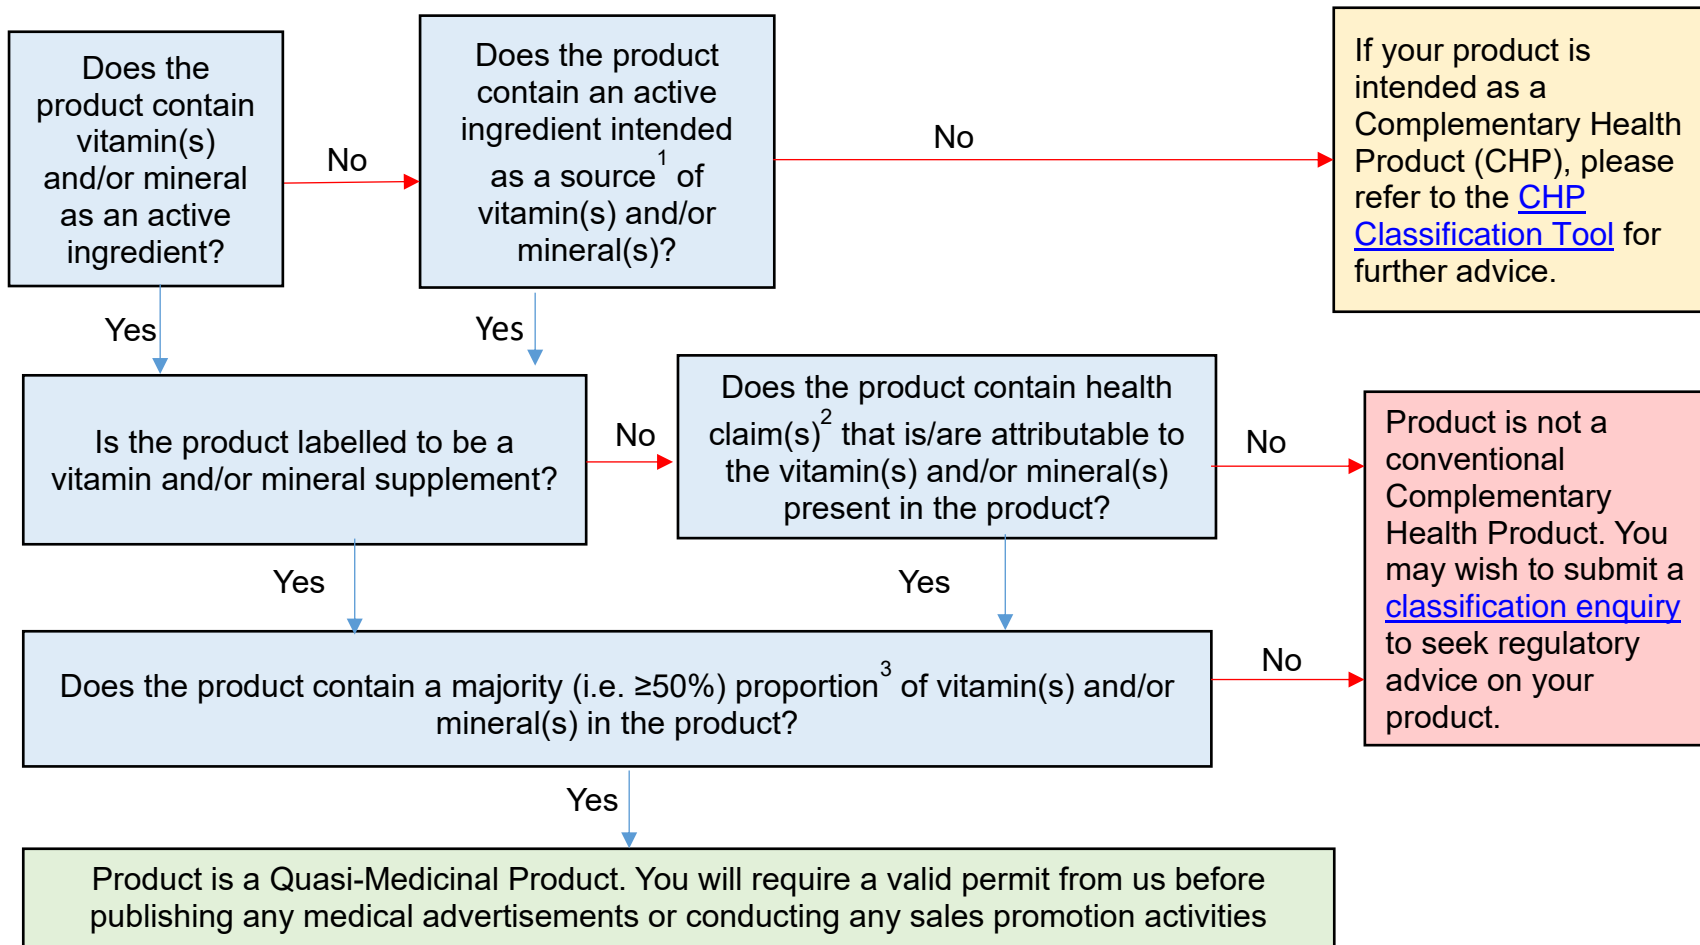 Does the
product contain
vitamin(s)
and/or mineral
as an active
ingredient?
No
Does the product
contain an active
ingredient intended
as a source1 of
vitamin(s) and/or
mineral(s)?
No
If your product is
intended as a
Complementary Health
Product (CHP), please
refer to the CHP
Classification Tool for
further advice.
Yes
Yes
Is the product labelled to be a
vitamin and/or mineral supplement?
No
Does the product contain health
claim(s)2 that is/are attributable to
the vitamin(s) and/or mineral(s)
present in the product?
No
Product is not a
conventional
Complementary
Health Product. You
may wish to submit a
classification enquiry
to seek regulatory
advice on your
product.
Yes
Yes
Does the product contain a majority (i.e. ≥50%) proportion3 of vitamin(s) and/or
mineral(s) in the product?
No
Yes
Product is a Quasi-Medicinal Product. You will require a valid permit from us before
publishing any medical advertisements or conducting any sales promotion activities